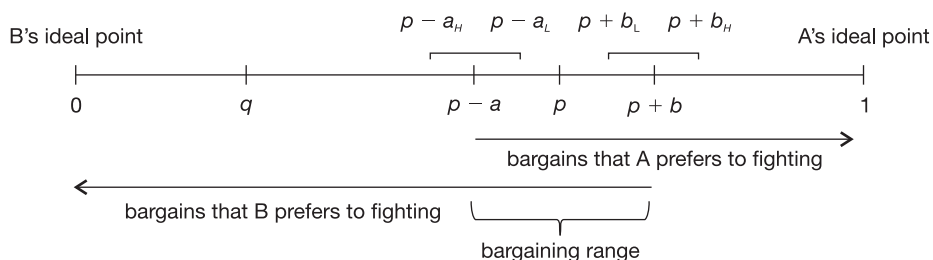 p − a_H p − a_L p + b_L p + b_H
B's ideal point A's ideal point
0 q p − a p p + b 1
bargains that A prefers to fighting
bargains that B prefers to fighting
bargaining range